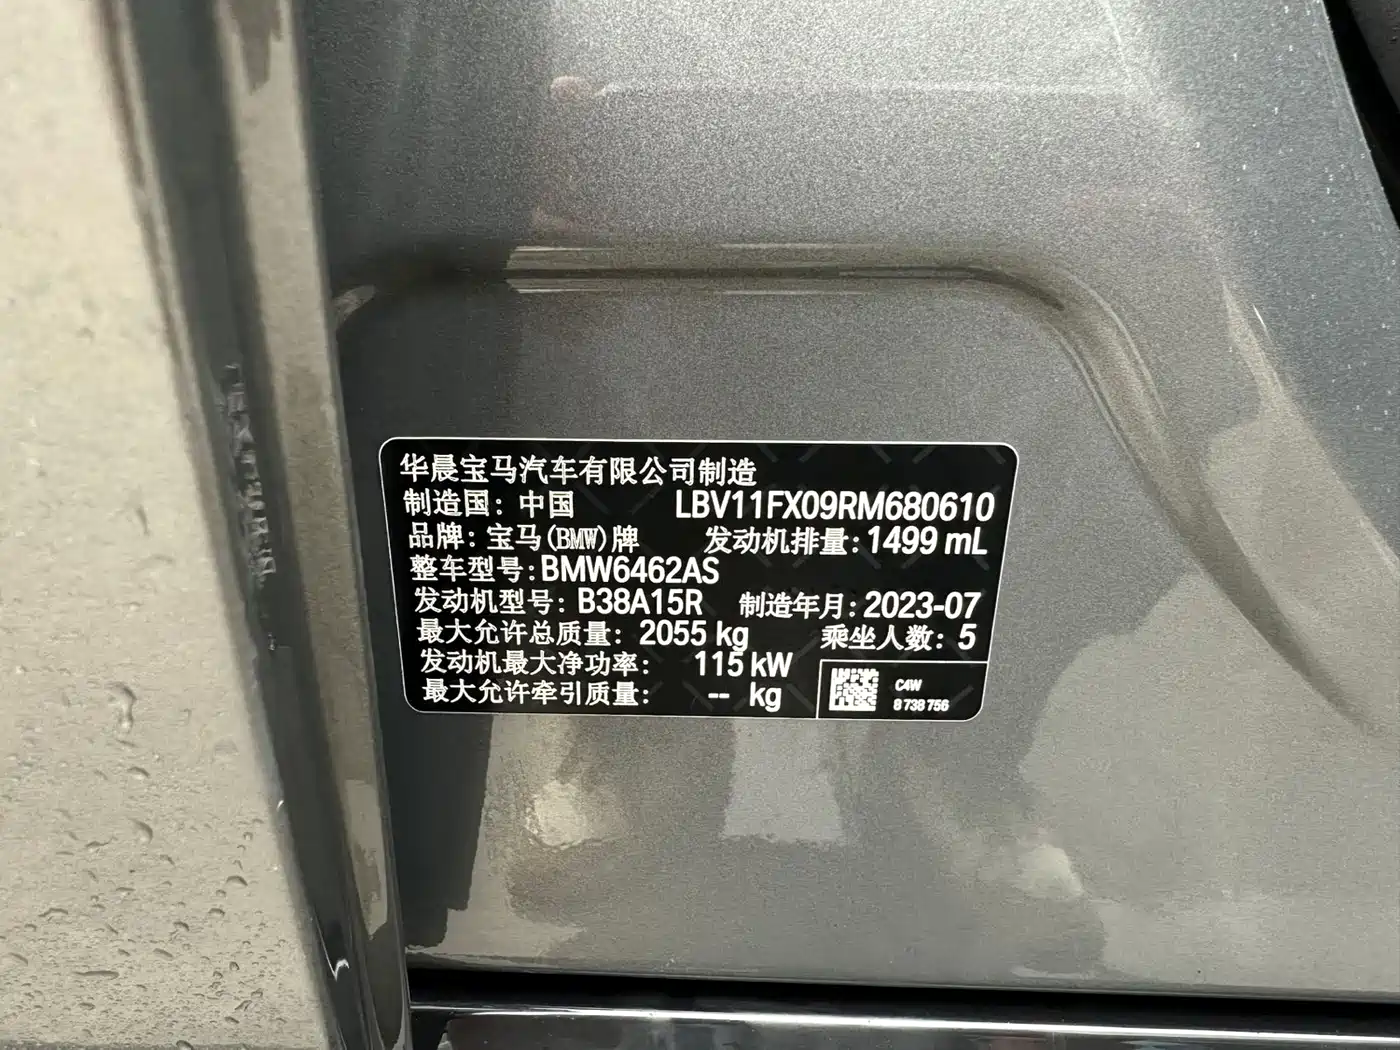 华晨宝马汽车有限公司制造
制造国：中国 LBV11FX09RM680610
品牌：宝马(BMW)牌 发动机排量：1499 mL
整车型号：BMW6462AS
发动机型号：B38A15R 制造年月：2023-07
最大允许总质量：2055 kg 乘坐人数：5
发动机最大净功率：115 kW
最大允许牵引质量：-- kg
C4W
8 738 756